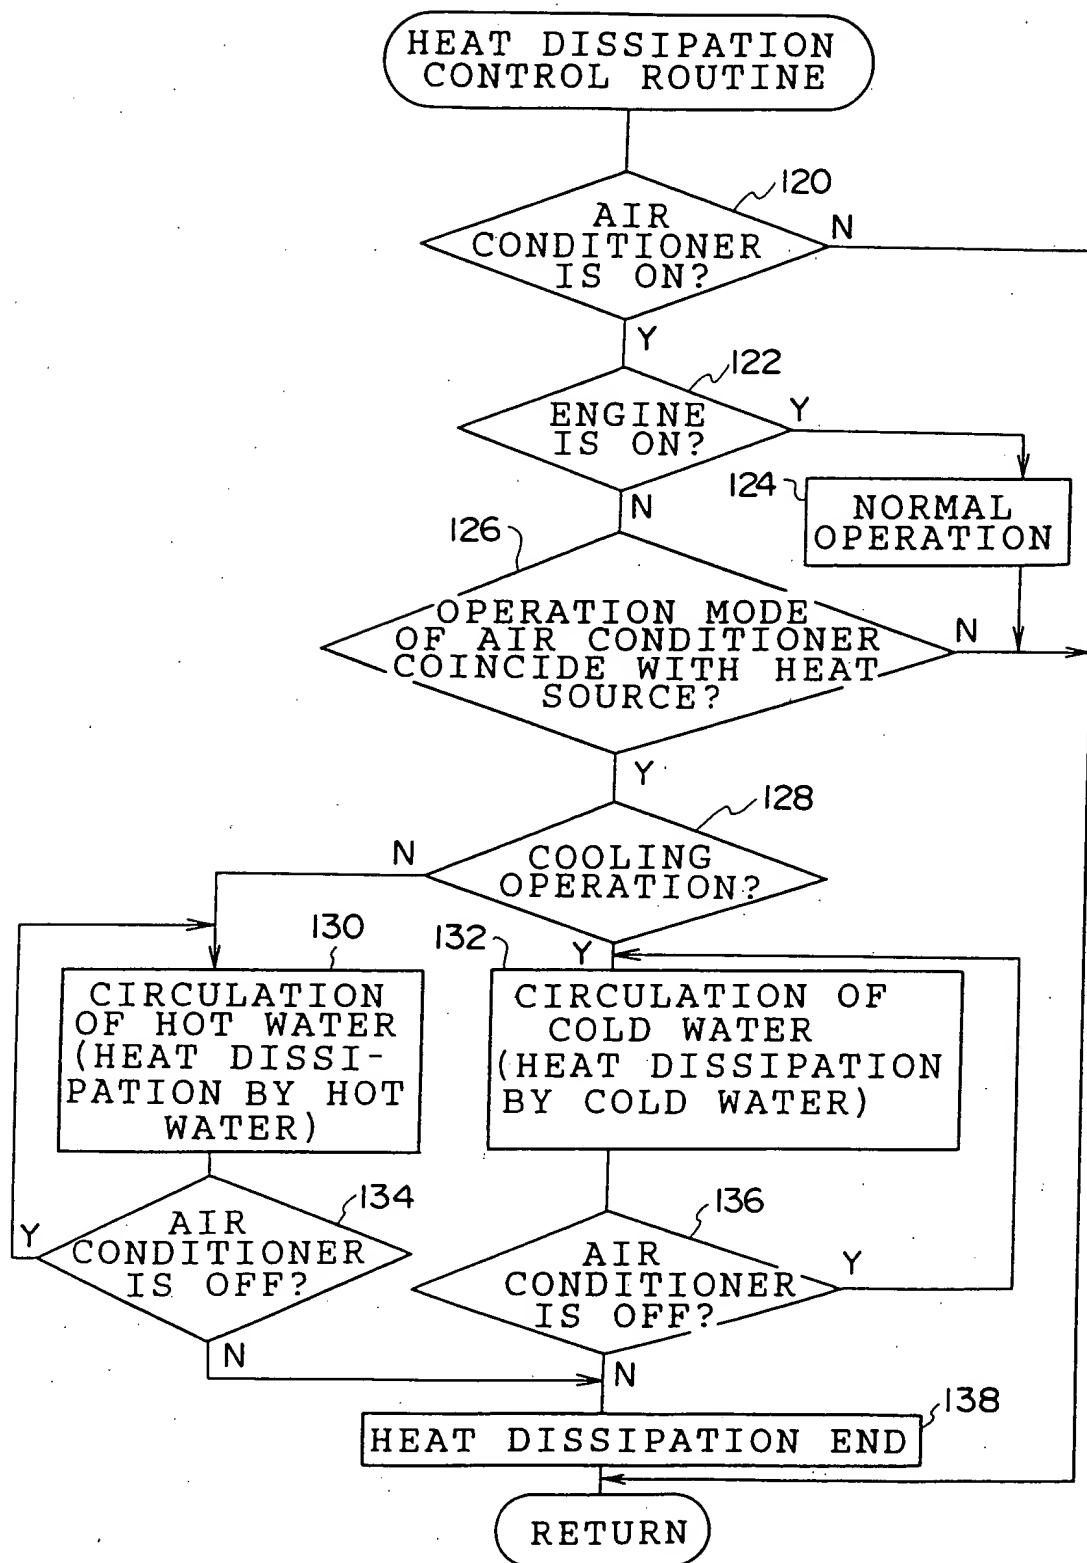 HEAT DISSIPATION
CONTROL ROUTINE
120
AIR
CONDITIONER
IS ON?
N
Y
122
ENGINE
IS ON?
Y
N
124
NORMAL
OPERATION
126
OPERATION MODE
OF AIR CONDITIONER
COINCIDE WITH HEAT
SOURCE?
N
Y
128
COOLING
OPERATION?
N
Y
130
CIRCULATION
OF HOT WATER
(HEAT DISSI-
PATION BY HOT
WATER)
132
CIRCULATION OF
COLD WATER
(HEAT DISSIPATION
BY COLD WATER)
134
AIR
CONDITIONER
IS OFF?
Y
N
136
AIR
CONDITIONER
IS OFF?
Y
N
138
HEAT DISSIPATION END
RETURN